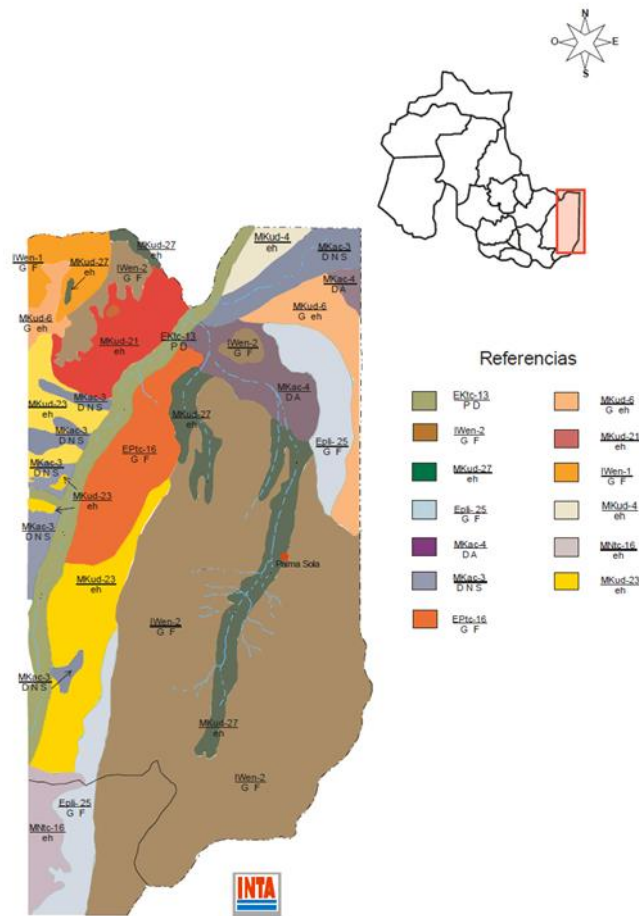 N
O
E
S
MKud-27
eh
MKud-4
eh
MKac-3
D N S
IWen-1
G F
MKud-27
eh
IWen-2
G F
MKac-4
D A
MKud-6
G eh
MKud-6
G eh
MKud-21
eh
EKtc-13
P D
IWen-2
G F
MKac-3
D N S
MKac-4
D A
MKud-23
eh
MKud-27
eh
MKac-3
D N S
EPtc-16
G F
Epli- 25
G F
MKac-3
D N S
MKud-23
eh
MKac-3
D N S
Palma Sola
MKud-23
eh
IWen-2
G F
MKac-3
D N S
MKud-27
eh
IWen-2
G F
Epli- 25
G F
MNtc-16
eh
INTA
Referencias
EKtc-13
P D
MKud-6
G eh
IWen-2
G F
MKud-21
eh
MKud-27
eh
IWen-1
G F
Epli- 25
G F
MKud-4
eh
MKac-4
D A
MNtc-16
eh
MKac-3
D N S
MKud-23
eh
EPtc-16
G F